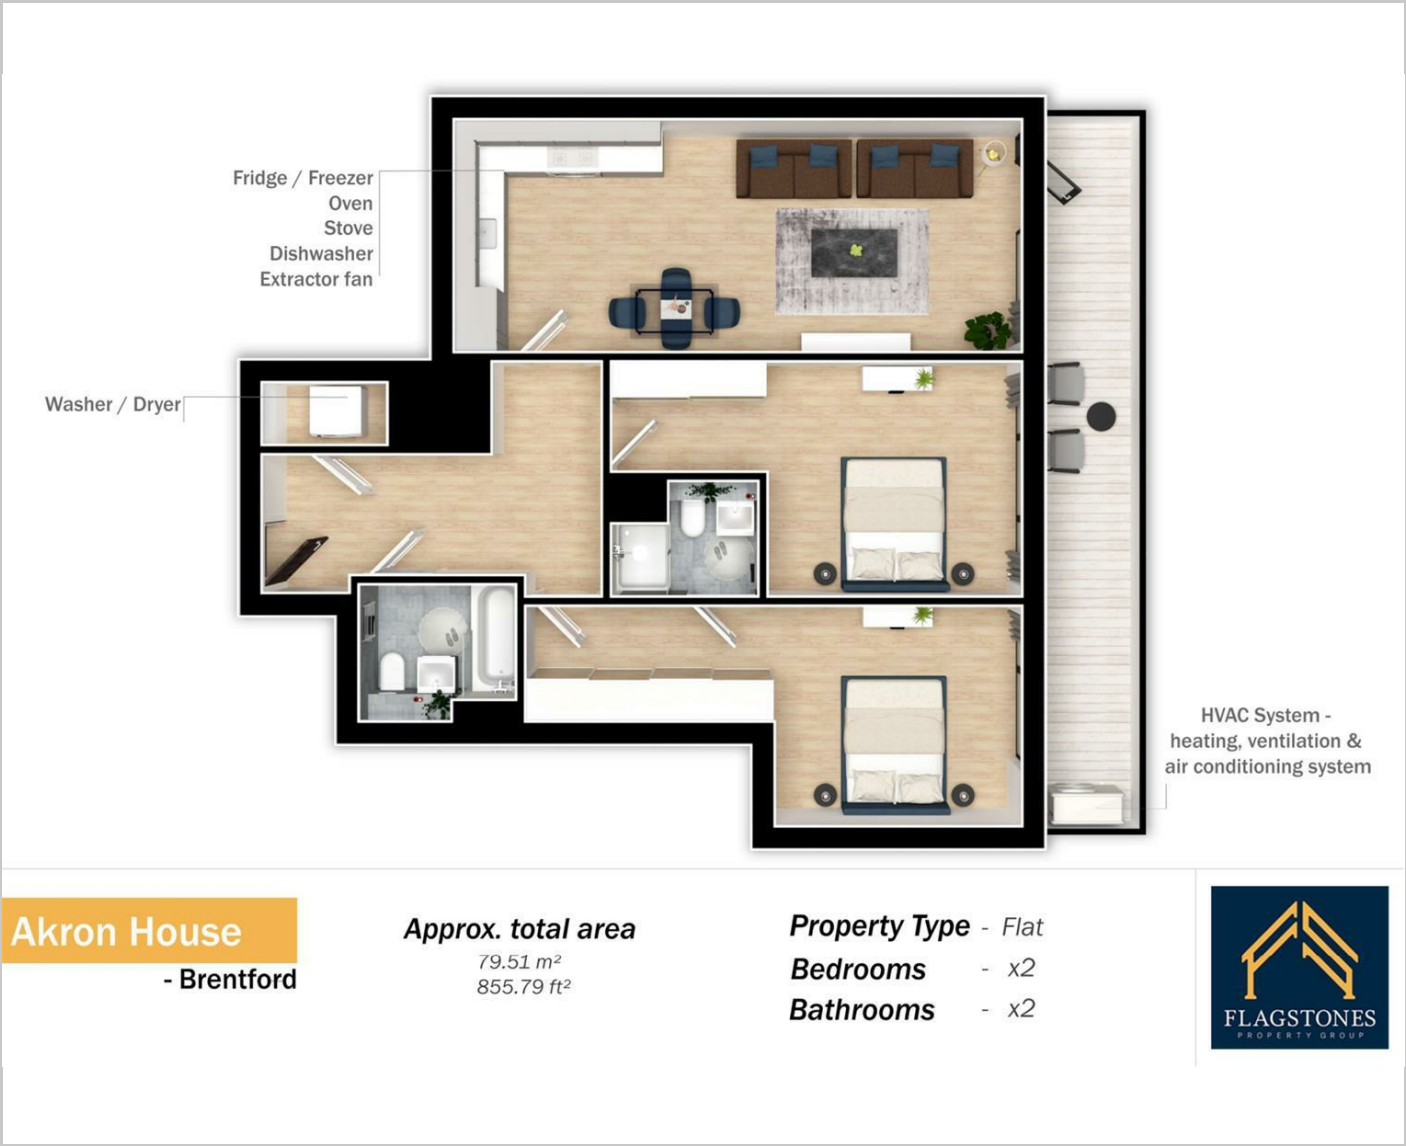 Fridge / Freezer
Oven
Stove
Dishwasher
Extractor fan
Washer / Dryer
HVAC System -
heating, ventilation &
air conditioning system
Akron House
- Brentford
Approx. total area
79.51 m²
855.79 ft²
Property Type - Flat
Bedrooms - x2
Bathrooms - x2
FLAGSTONES
PROPERTY GROUP